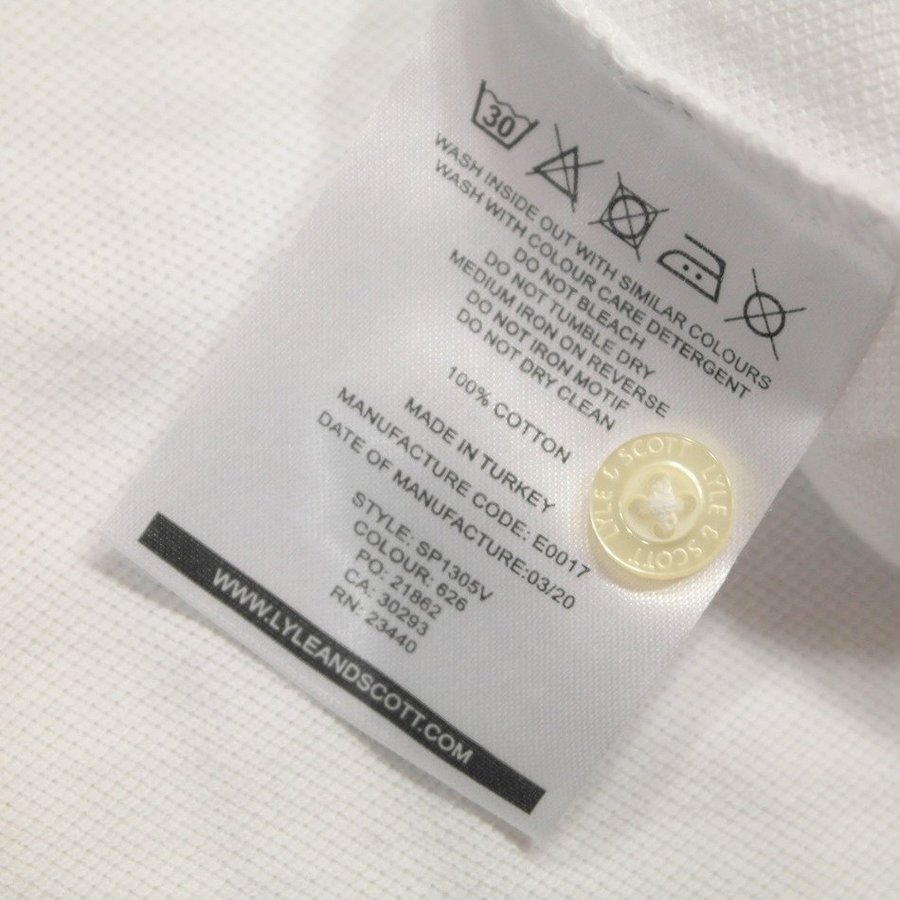 30
WASH INSIDE OUT WITH SIMILAR COLOURS
WASH WITH COLOUR CARE DETERGENT
DO NOT BLEACH
DO NOT TUMBLE DRY
MEDIUM IRON ON REVERSE
DO NOT IRON MOTIF
DO NOT DRY CLEAN
100% COTTON
MADE IN TURKEY
MANUFACTURE CODE: E0017
DATE OF MANUFACTURE:03/20
STYLE: SP1305V
COLOUR: 626
PO: 21862
CA: 30293
RN: 23440
WWW.LYLEANDSCOTT.COM
LYLE & SCOTT LYLE & SCOTT